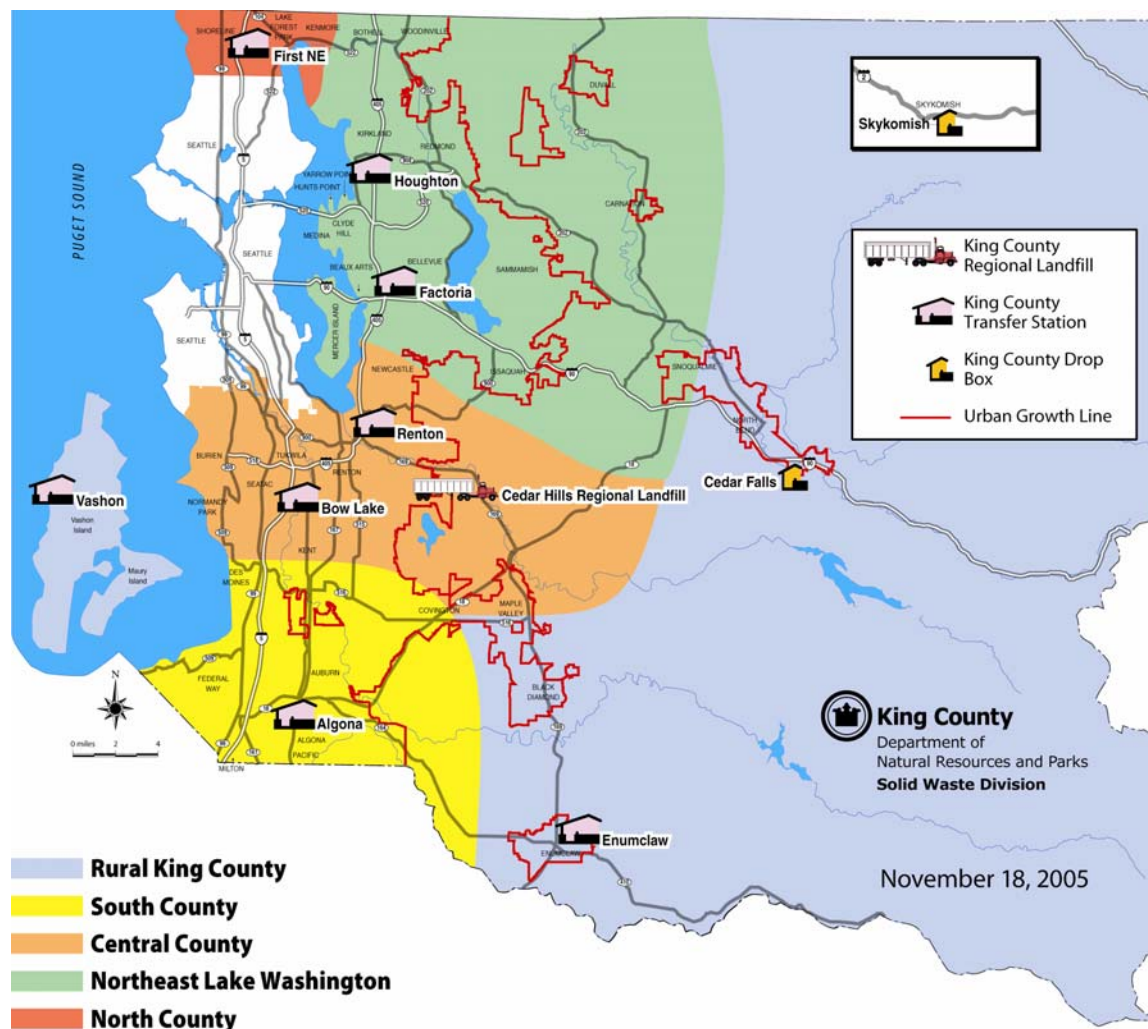 SHORELINE
LAKE
FOREST
PARK
KENMORE
BOTHELL
WOODINVILLE
First NE
DUVALL
SEATTLE
KIRKLAND
REDMOND
YARROW POINT
HUNTS POINT
Houghton
CARNATION
CLYDE
HILL
MEDINA
PUGET SOUND
SEATTLE
BEAUX ARTS
BELLEVUE
SAMMAMISH
Factoria
MERCER ISLAND
SEATTLE
NEWCASTLE
ISSAQUAH
SNOQUALMIE
NORTH
BEND
Renton
BURIEN
TUKWILA
RENTON
SEATAC
Cedar Falls
NORMANDY
PARK
Bow Lake
Cedar Hills Regional Landfill
Vashon
Vashon
Island
Maury
Island
KENT
DES
MOINES
COVINGTON
MAPLE
VALLEY
FEDERAL
WAY
AUBURN
BLACK
DIAMOND
Algona
ALGONA
PACIFIC
MILTON
N
0 miles 2 4
Enumclaw
ENUMCLAW
SKYKOMISH
Skykomish
King County
Regional Landfill
King County
Transfer Station
King County Drop
Box
Urban Growth Line
King County
Department of
Natural Resources and Parks
Solid Waste Division
November 18, 2005
Rural King County
South County
Central County
Northeast Lake Washington
North County